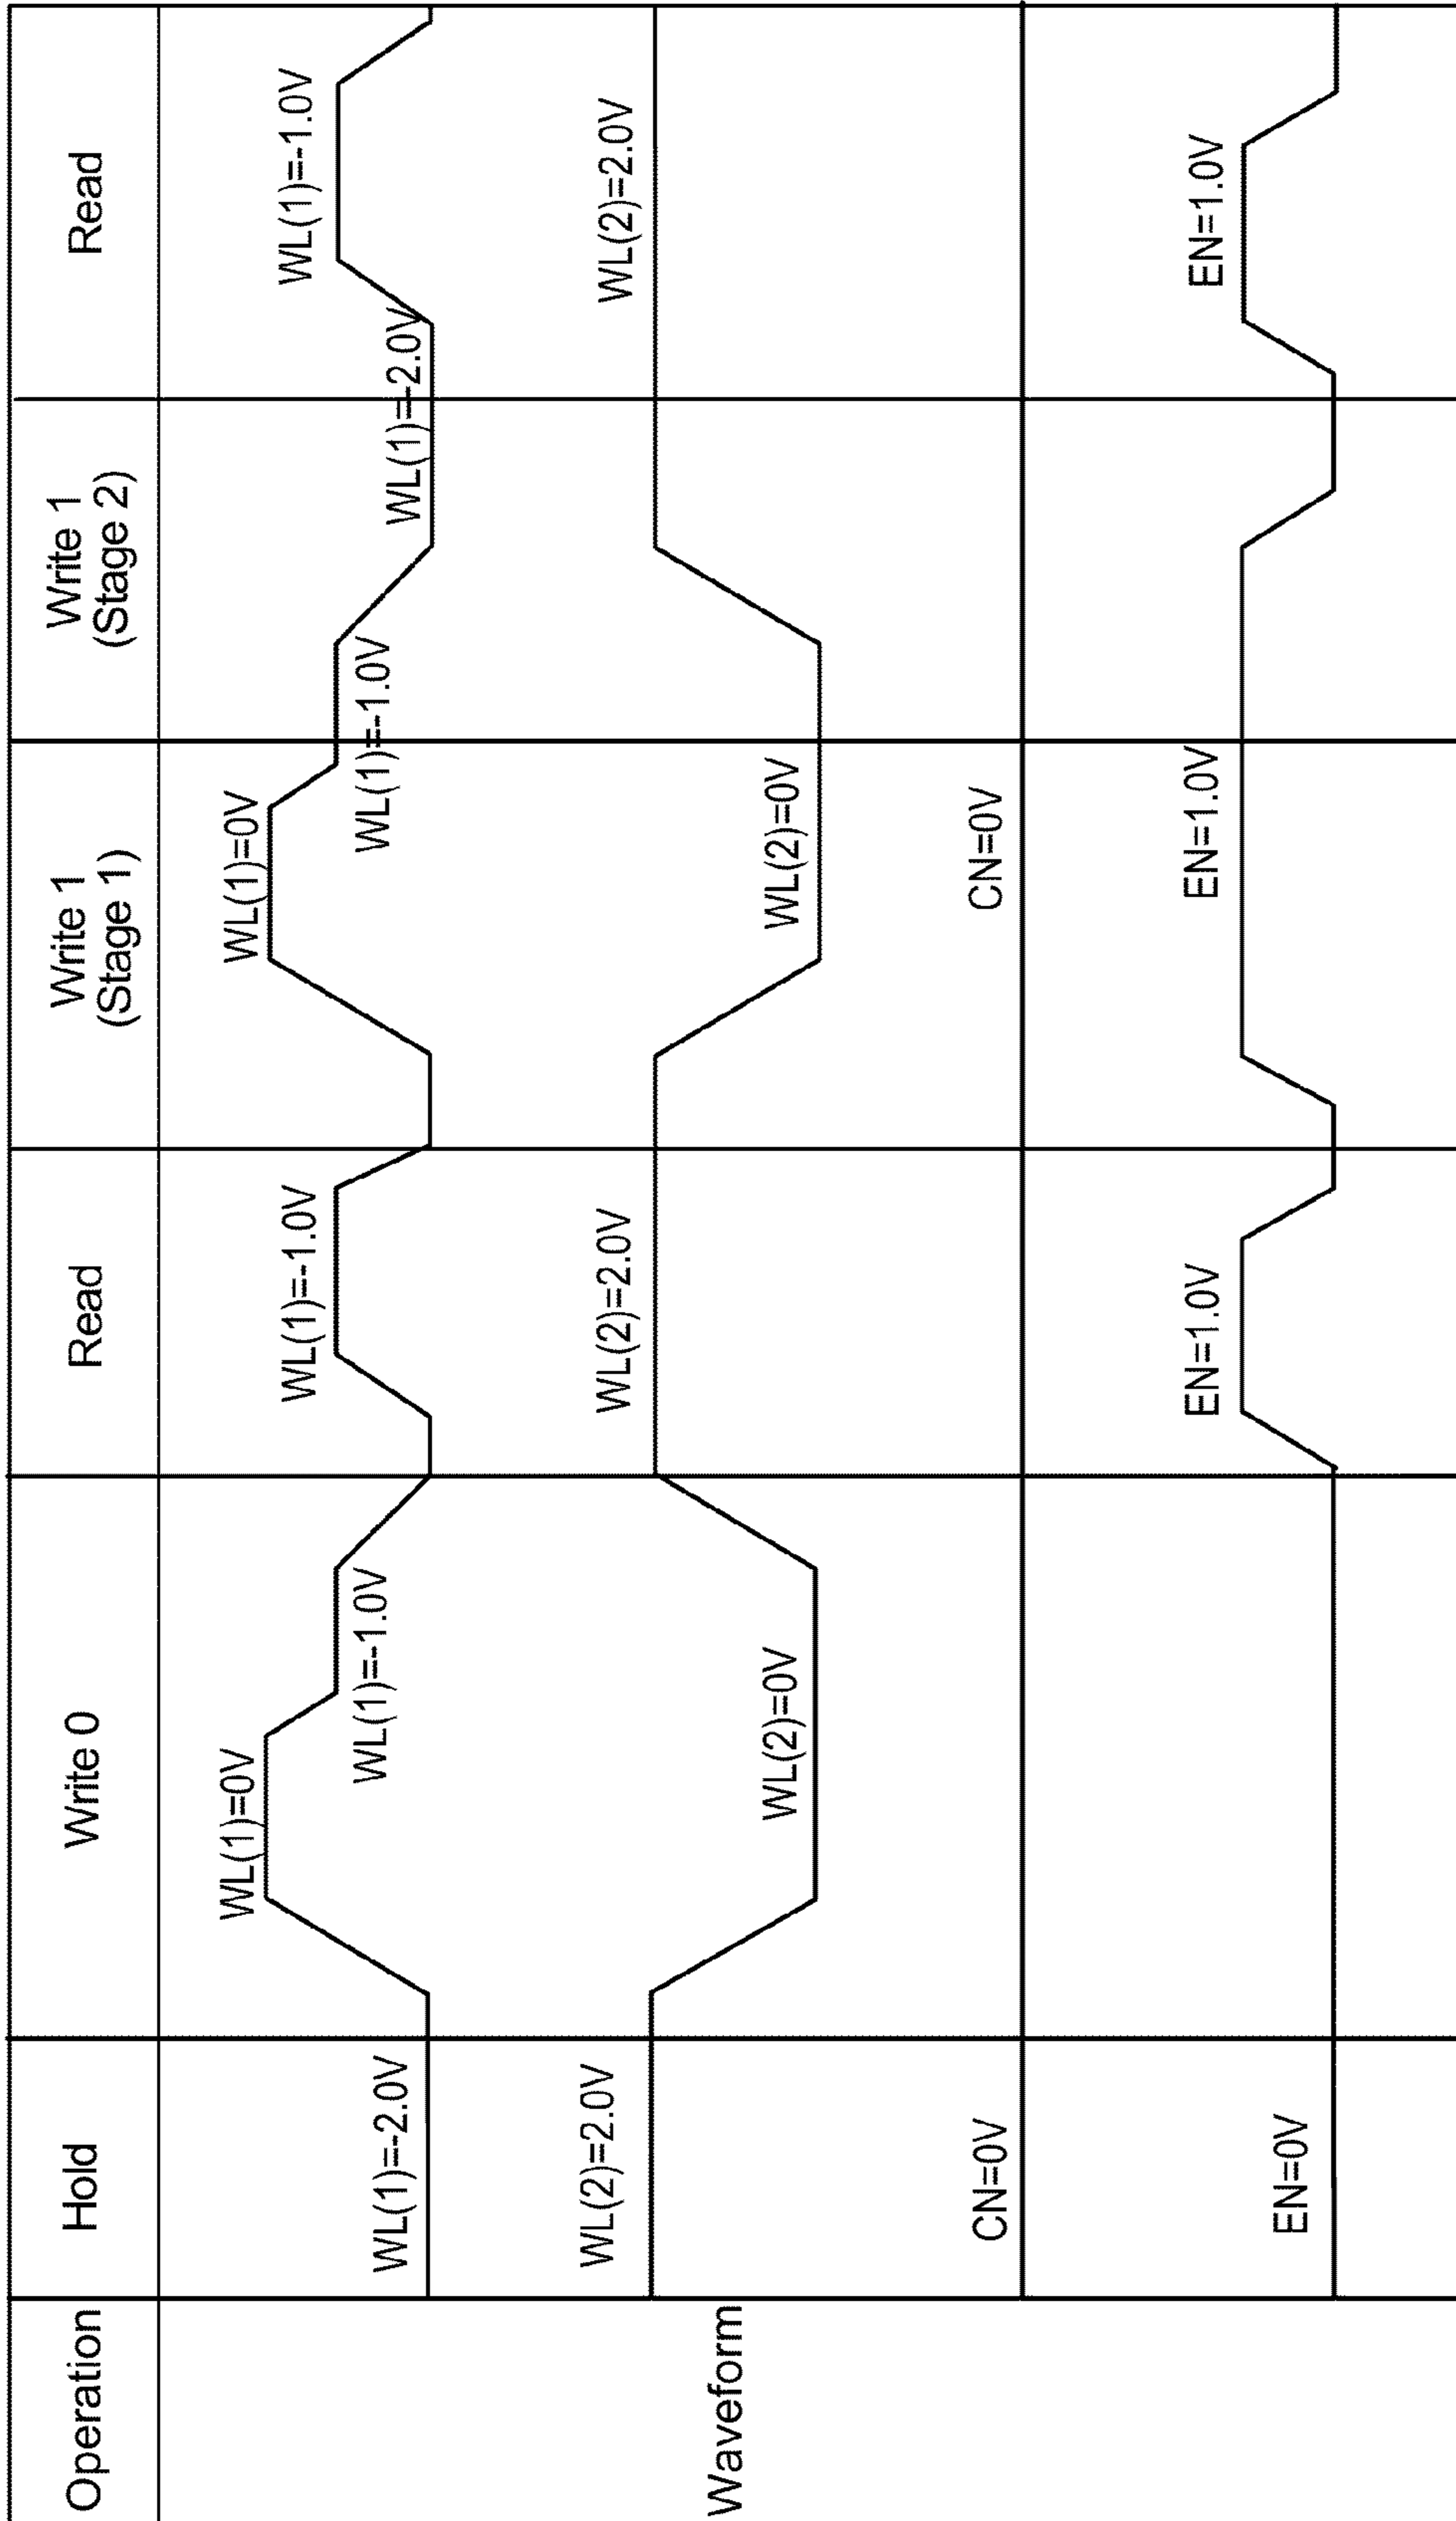 Operation
Hold
Write 0
Read
Write 1
(Stage 1)
Write 1
(Stage 2)
Read
Waveform
WL(1)=-2.0V
WL(1)=0V
WL(1)=-1.0V
WL(1)=-1.0V
WL(1)=0V
WL(1)=-1.0V
WL(1)=-2.0V
WL(1)=-1.0V
WL(2)=2.0V
WL(2)=0V
WL(2)=2.0V
WL(2)=0V
WL(2)=2.0V
CN=0V
CN=0V
EN=0V
EN=1.0V
EN=1.0V
EN=1.0V